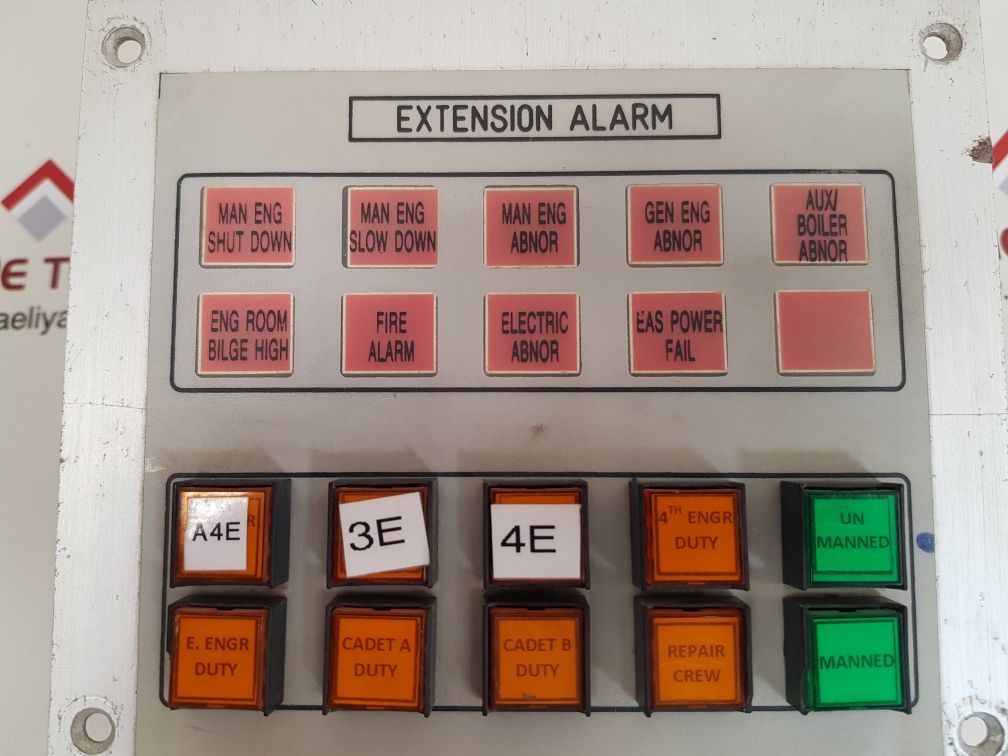 EXTENSION ALARM
MAN ENG
SHUT DOWN
MAN ENG
SLOW DOWN
MAN ENG
ABNOR
GEN ENG
ABNOR
AUX/
BOILER
ABNOR
ENG ROOM
BILGE HIGH
FIRE
ALARM
ELECTRIC
ABNOR
EAS POWER
FAIL
A4E
3E
4E
4TH ENGR
DUTY
UN
MANNED
E. ENGR
DUTY
CADET A
DUTY
CADET B
DUTY
REPAIR
CREW
MANNED